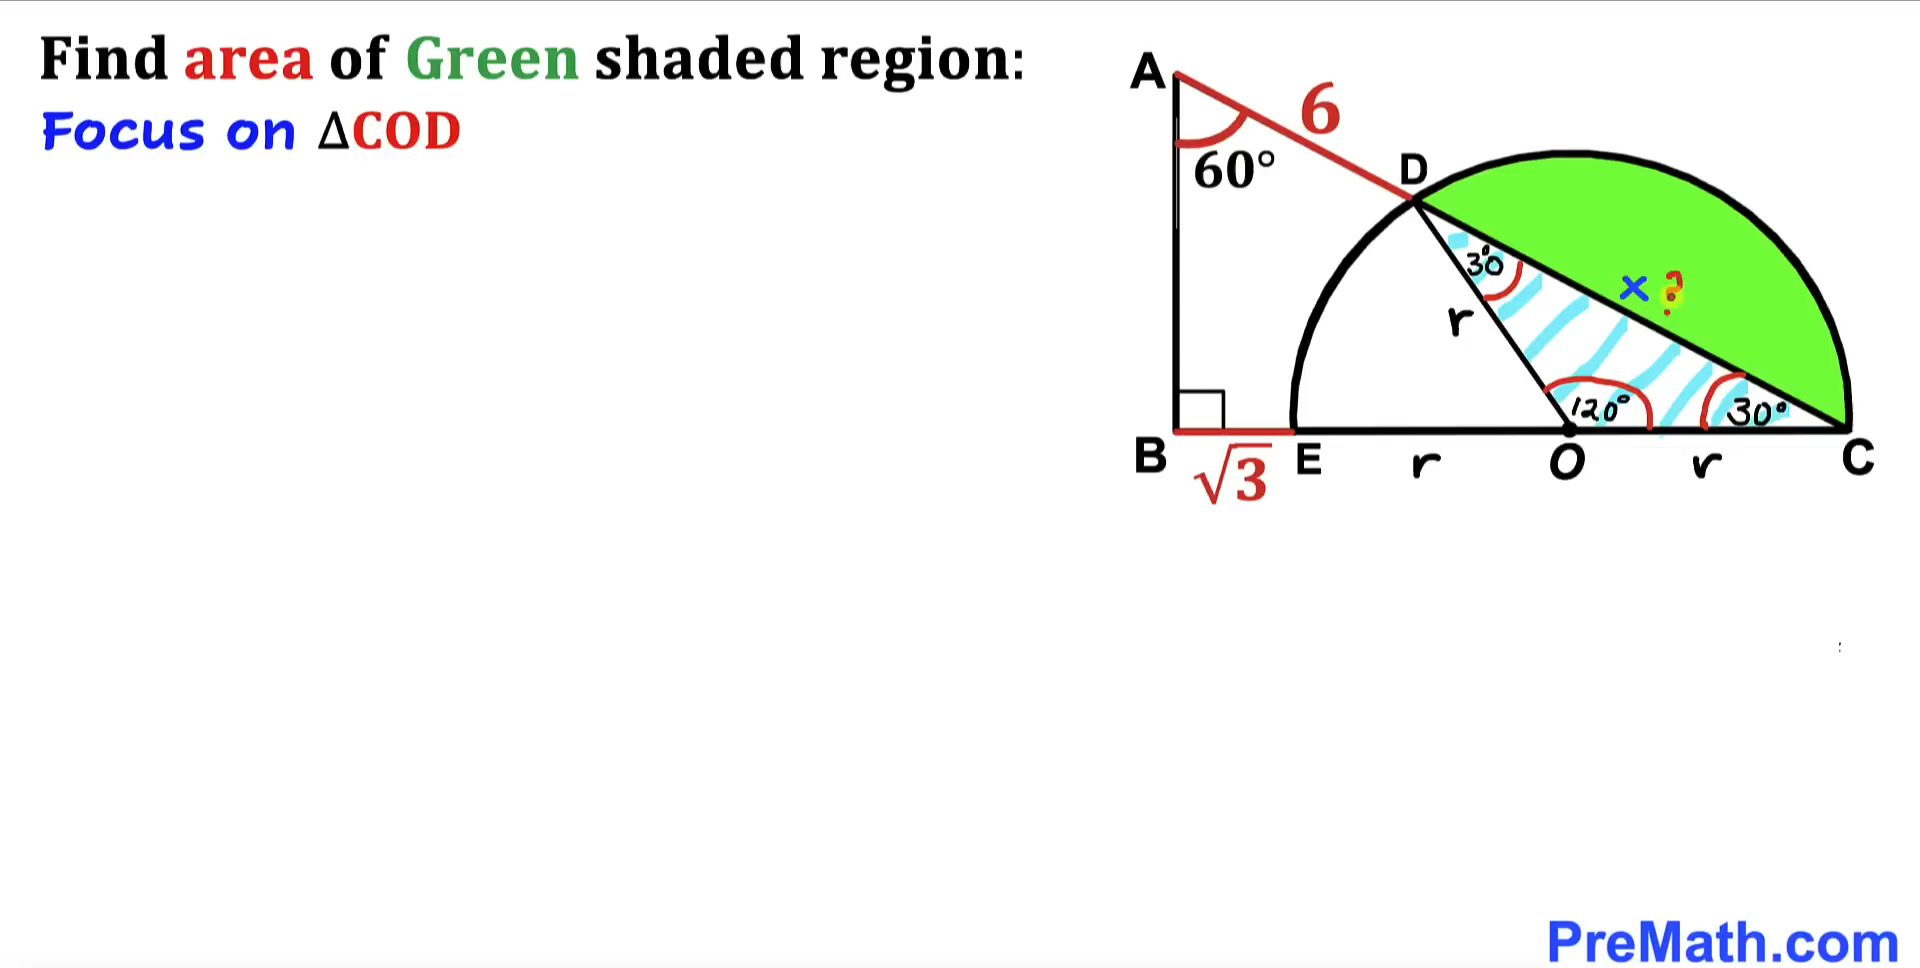 Find area of Green shaded region:
Focus on ΔCOD
A
6
60°
D
30°
x ?
r
120°
30°
B
√3
E
r
O
r
C
PreMath.com